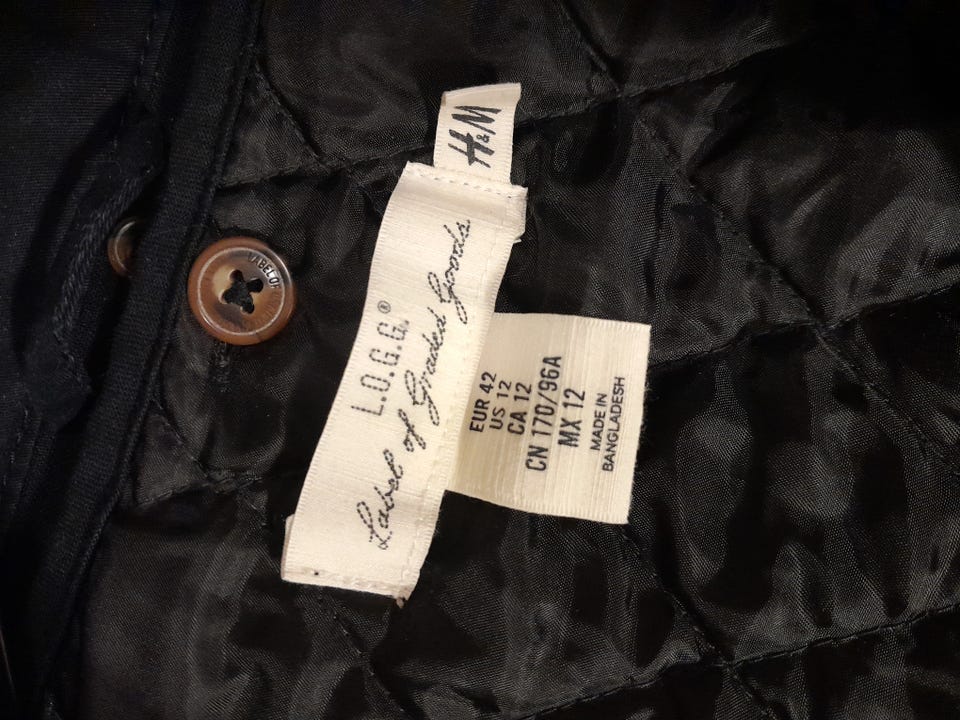 H&M
L.O.G.G.®
Label of Graded Goods
EUR 42
US 12
CA 12
CN 170/96A
MX 12
MADE IN
BANGLADESH
LABEL OF